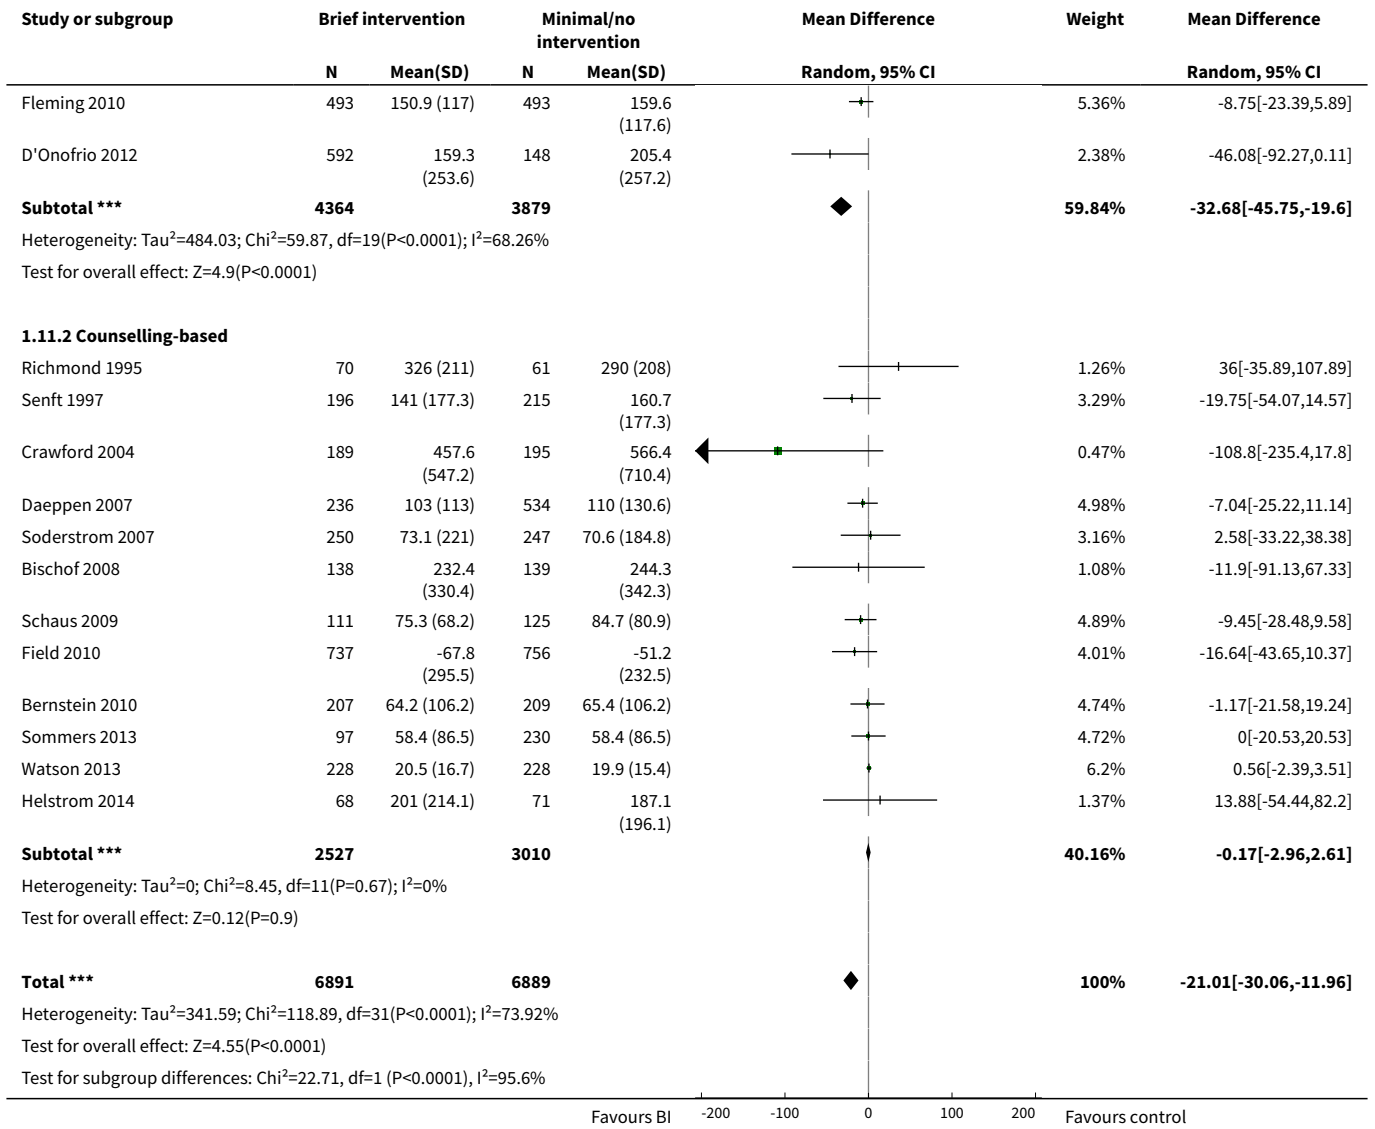 Study or subgroup Brief intervention Minimal/no intervention Mean Difference Weight Mean Difference
N Mean(SD) N Mean(SD) Random, 95% CI Random, 95% CI
Fleming 2010 493 150.9 (117) 493 159.6 (117.6) 5.36% -8.75[-23.39,5.89]
D'Onofrio 2012 592 159.3 (253.6) 148 205.4 (257.2) 2.38% -46.08[-92.27,0.11]
Subtotal *** 4364 3879 59.84% -32.68[-45.75,-19.6]
Heterogeneity: Tau²=484.03; Chi²=59.87, df=19(P<0.0001); I²=68.26%
Test for overall effect: Z=4.9(P<0.0001)
1.11.2 Counselling-based
Richmond 1995 70 326 (211) 61 290 (208) 1.26% 36[-35.89,107.89]
Senft 1997 196 141 (177.3) 215 160.7 (177.3) 3.29% -19.75[-54.07,14.57]
Crawford 2004 189 457.6 (547.2) 195 566.4 (710.4) 0.47% -108.8[-235.4,17.8]
Daeppen 2007 236 103 (113) 534 110 (130.6) 4.98% -7.04[-25.22,11.14]
Soderstrom 2007 250 73.1 (221) 247 70.6 (184.8) 3.16% 2.58[-33.22,38.38]
Bischof 2008 138 232.4 (330.4) 139 244.3 (342.3) 1.08% -11.9[-91.13,67.33]
Schaus 2009 111 75.3 (68.2) 125 84.7 (80.9) 4.89% -9.45[-28.48,9.58]
Field 2010 737 -67.8 (295.5) 756 -51.2 (232.5) 4.01% -16.64[-43.65,10.37]
Bernstein 2010 207 64.2 (106.2) 209 65.4 (106.2) 4.74% -1.17[-21.58,19.24]
Sommers 2013 97 58.4 (86.5) 230 58.4 (86.5) 4.72% 0[-20.53,20.53]
Watson 2013 228 20.5 (16.7) 228 19.9 (15.4) 6.2% 0.56[-2.39,3.51]
Helstrom 2014 68 201 (214.1) 71 187.1 (196.1) 1.37% 13.88[-54.44,82.2]
Subtotal *** 2527 3010 40.16% -0.17[-2.96,2.61]
Heterogeneity: Tau²=0; Chi²=8.45, df=11(P=0.67); I²=0%
Test for overall effect: Z=0.12(P=0.9)
Total *** 6891 6889 100% -21.01[-30.06,-11.96]
Heterogeneity: Tau²=341.59; Chi²=118.89, df=31(P<0.0001); I²=73.92%
Test for overall effect: Z=4.55(P<0.0001)
Test for subgroup differences: Chi²=22.71, df=1 (P<0.0001), I²=95.6%
Favours BI -200 -100 0 100 200 Favours control